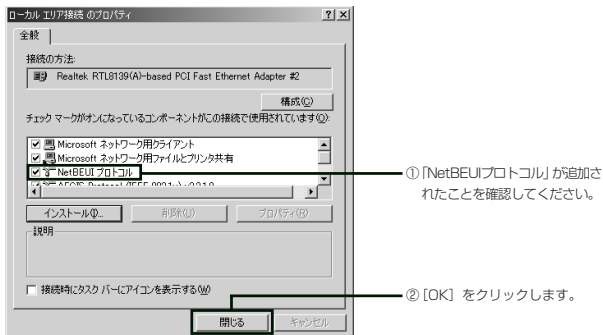 ローカル エリア接続 のプロパティ
全般
接続の方法:
Realtek RTL8139(A)-based PCI Fast Ethernet Adapter #2
構成(C)
チェック マークがオンになっているコンポーネントがこの接続で使用されています(O):
Microsoft ネットワーク用クライアント
Microsoft ネットワーク用ファイルとプリンタ共有
NetBEUI プロトコル
インストール(I)...
削除(U)
プロパティ(R)
説明
接続時にタスク バーにアイコンを表示する(W)
閉じる
キャンセル
①「NetBEUIプロトコル」が追加さ
れたことを確認してください。
②[OK]をクリックします。